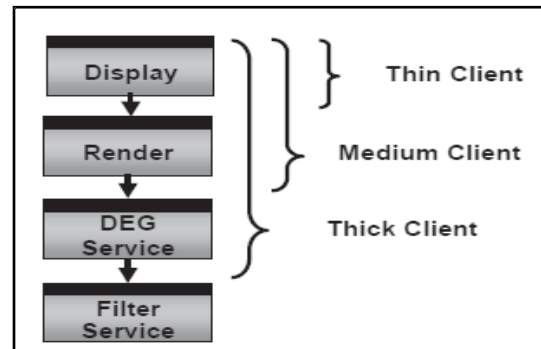 Display
Thin Client
Render
Medium Client
DEG
Service
Thick Client
Filter
Service